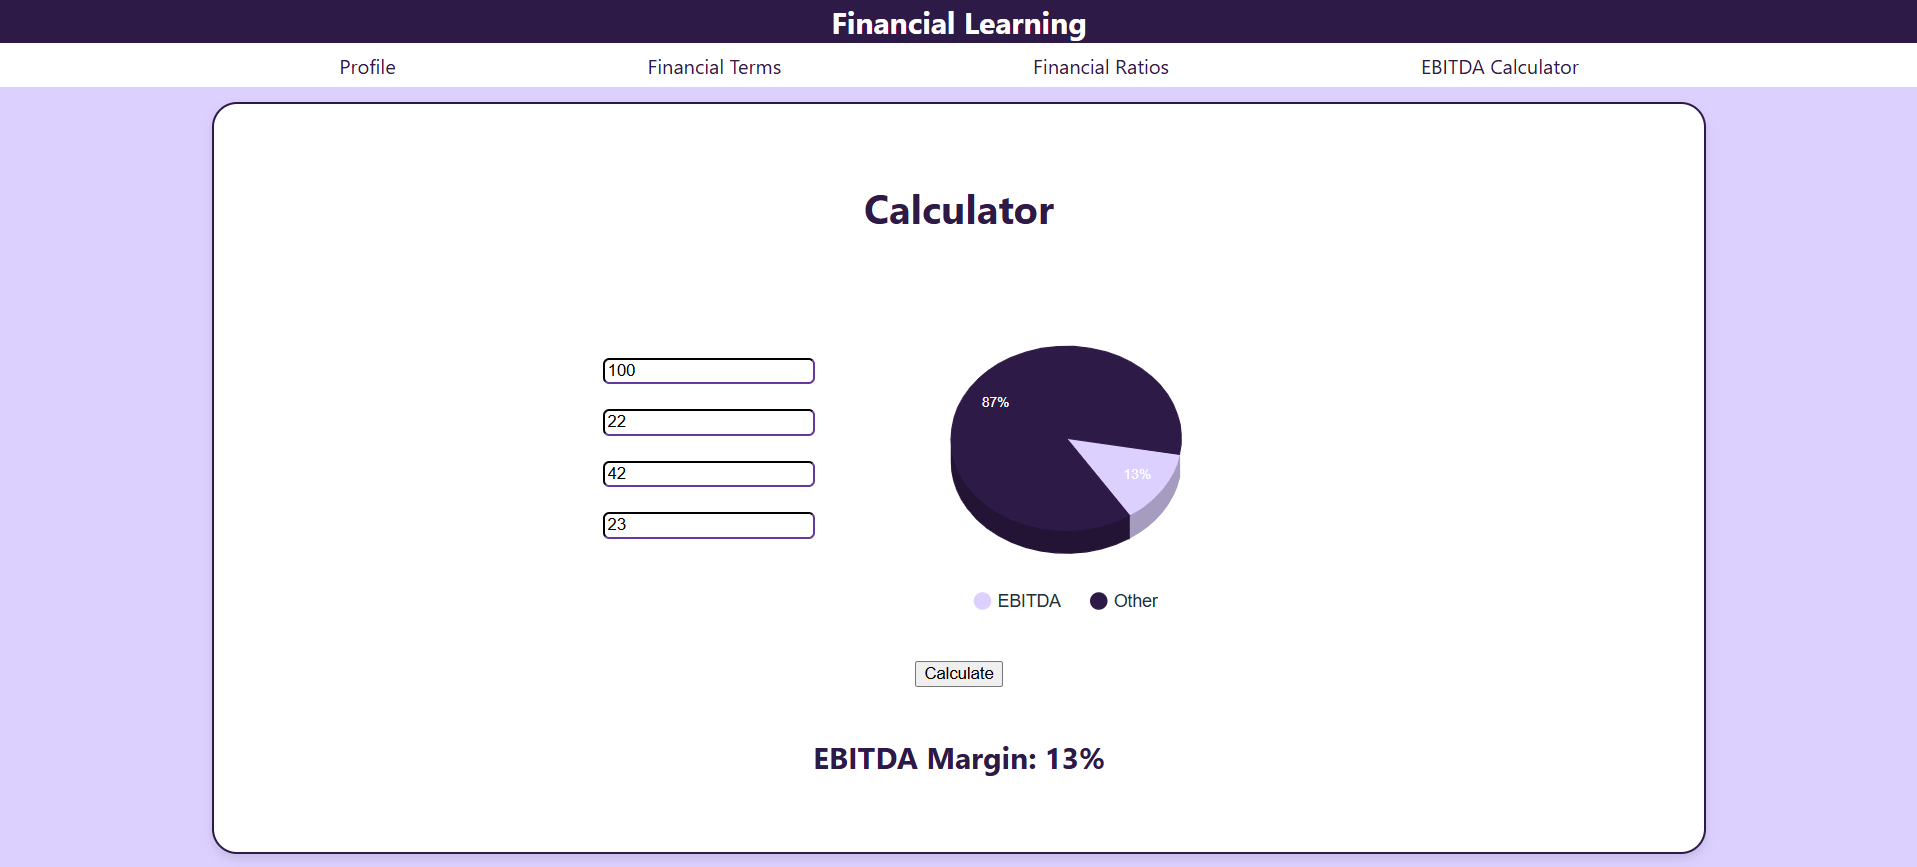 Financial Learning
Profile Financial Terms Financial Ratios EBITDA Calculator
Calculator
100
22
42
23
87%
13%
EBITDA Other
Calculate
EBITDA Margin: 13%